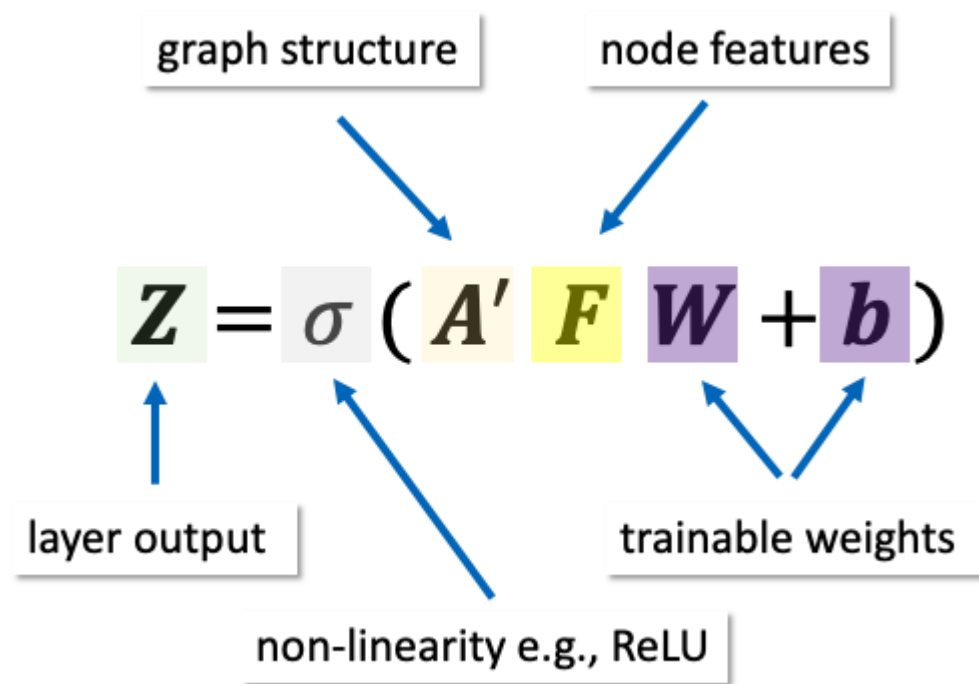 graph structure
node features
Z = σ ( A′ F W + b )
layer output
trainable weights
non-linearity e.g., ReLU